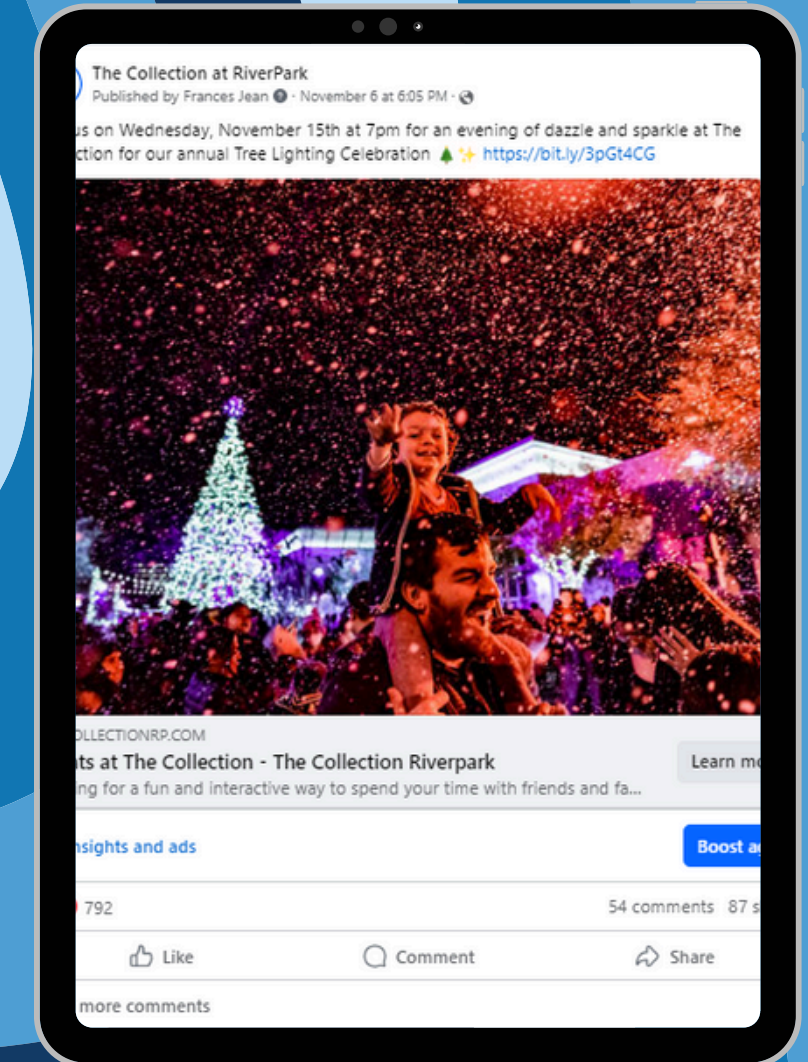 The Collection at RiverPark
Published by Frances Jean · November 6 at 6:05 PM ·
us on Wednesday, November 15th at 7pm for an evening of dazzle and sparkle at The
ction for our annual Tree Lighting Celebration 🌲✨ https://bit.ly/3pGt4CG
OLLECTIONRP.COM
ts at The Collection - The Collection Riverpark
Learn mo
ing for a fun and interactive way to spend your time with friends and fa...
nsights and ads
Boost ag
792
54 comments 87 s
Like
Comment
Share
more comments